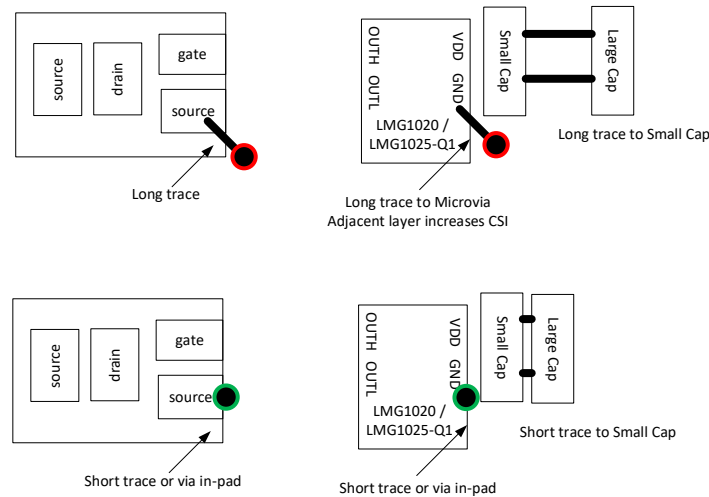 source
drain
gate
source
Long trace
OUTH OUTL
VDD GND
LMG1020 /
LMG1025-Q1
Small Cap
Large Cap
Long trace to Small Cap
Long trace to Microvia
Adjacent layer increases CSI
source
drain
gate
source
Short trace or via in-pad
OUTH OUTL
VDD GND
LMG1020 /
LMG1025-Q1
Small Cap
Large Cap
Short trace to Small Cap
Short trace or via in-pad